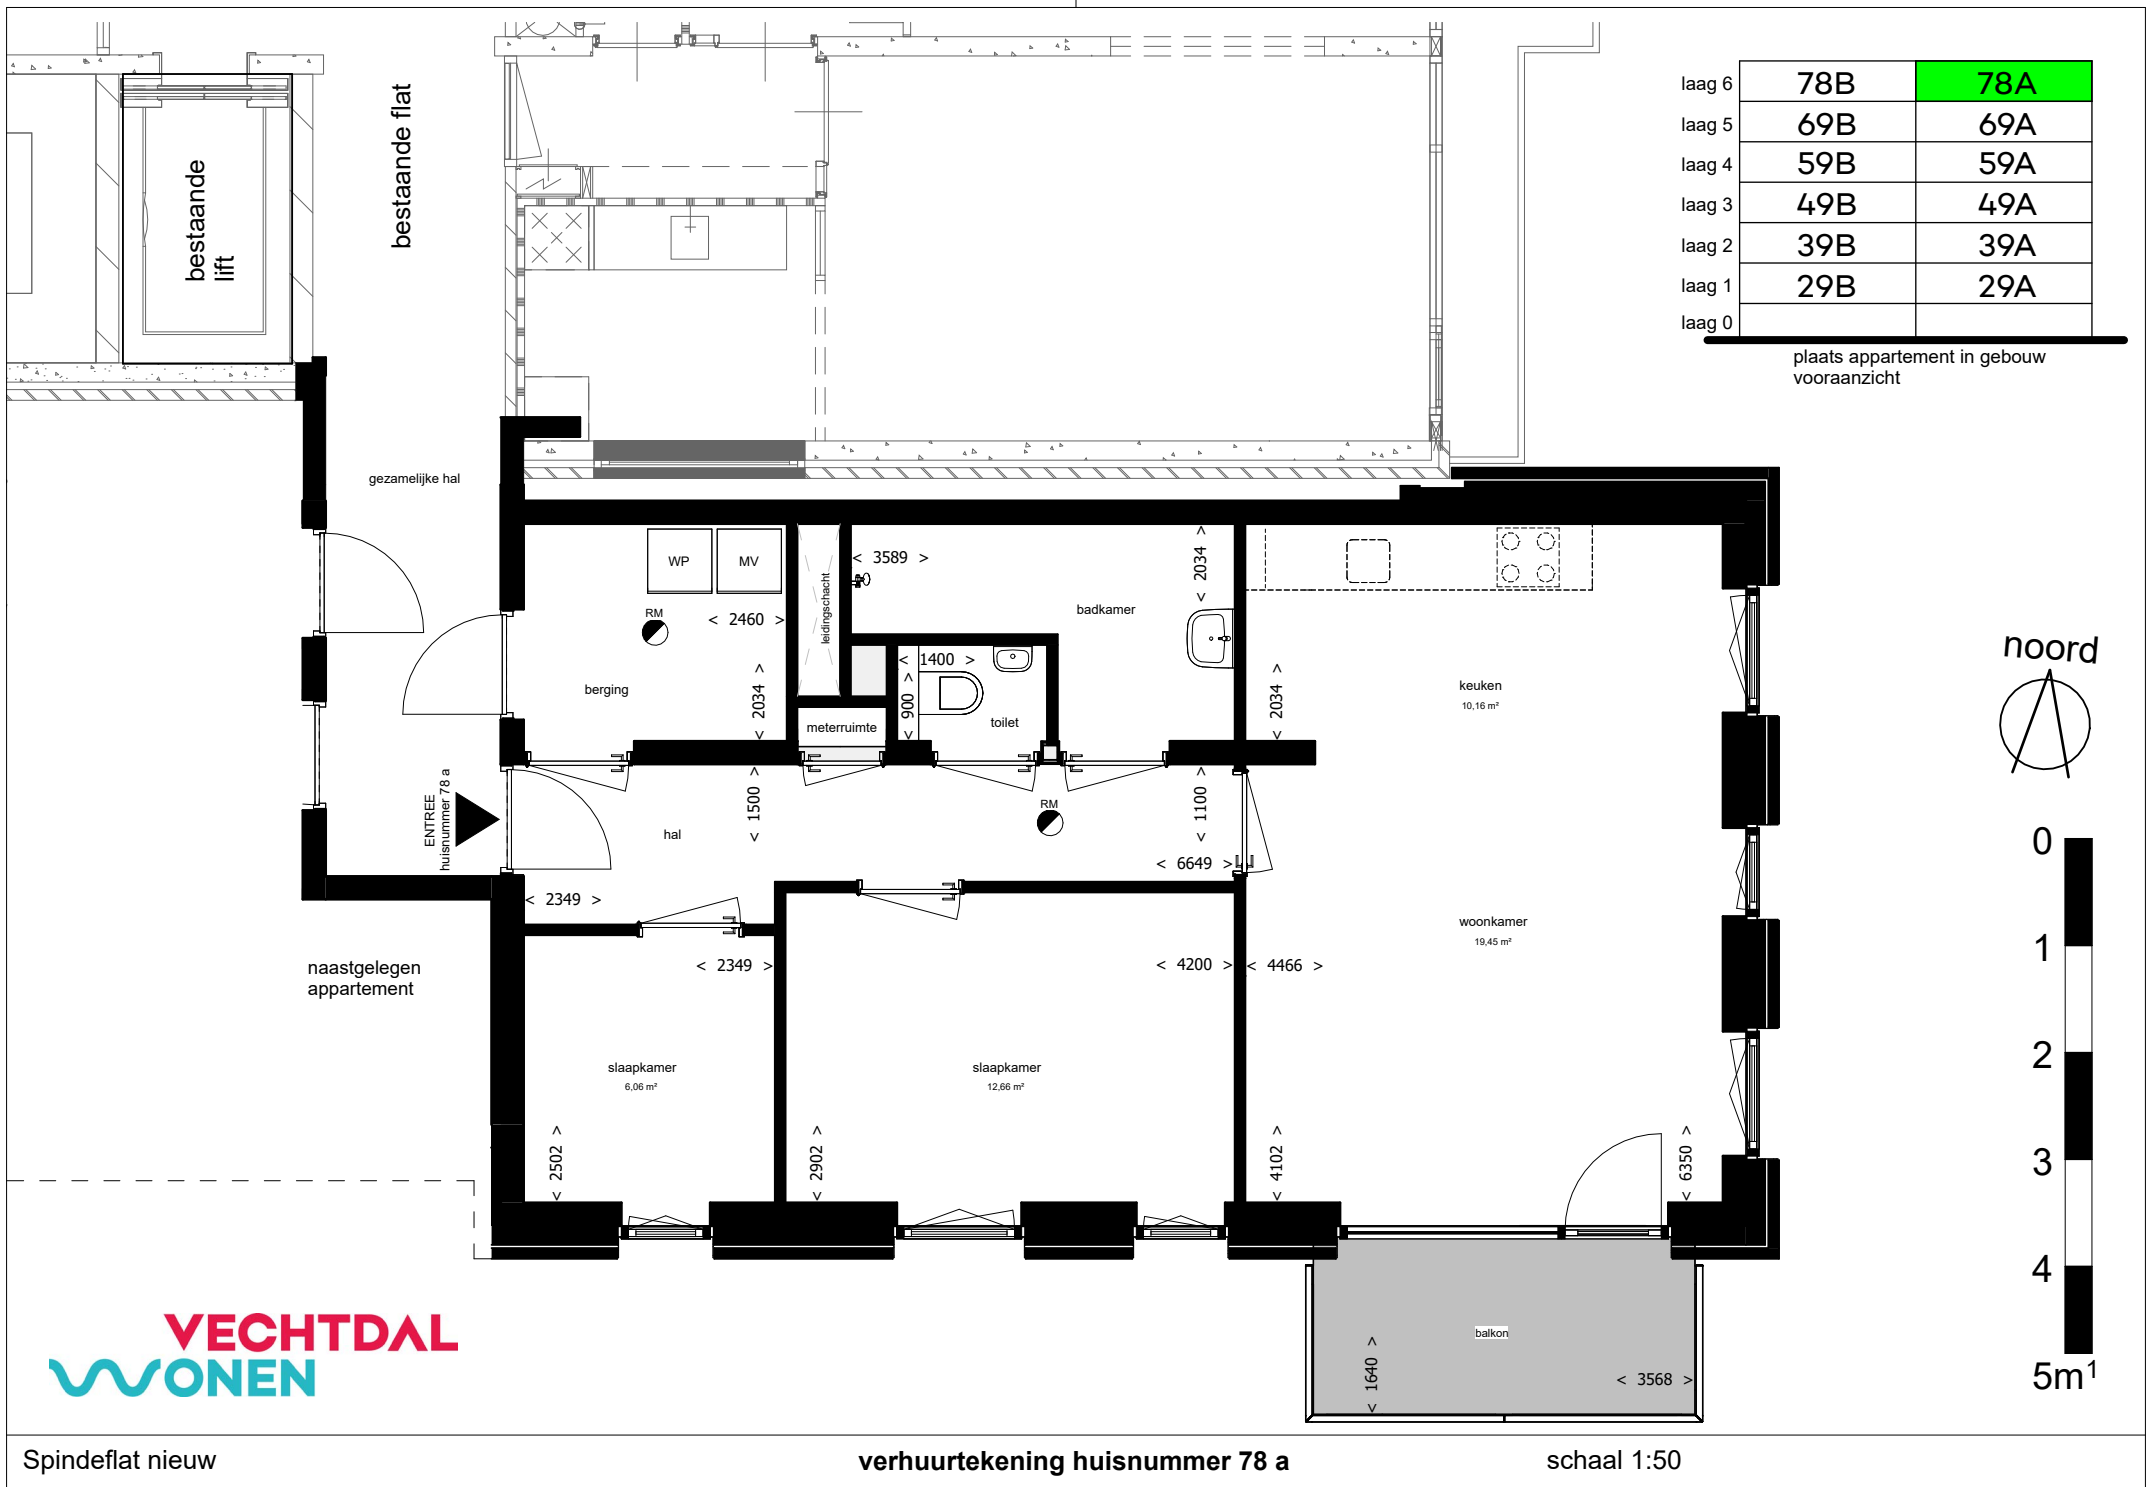 bestaande
lift
bestaande flat
laag 6 78B 78A
laag 5 69B 69A
laag 4 59B 59A
laag 3 49B 49A
laag 2 39B 39A
laag 1 29B 29A
laag 0
plaats appartement in gebouw
vooraanzicht
gezamelijke hal
WP
MV
RM
< 2460 >
berging
< 2034 >
leidingschacht
meterruimte
< 3589 >
< 2034 >
badkamer
< 1400 >
< 900 >
toilet
< 2034 >
keuken
10,16 m²
noord
ENTREE
huisnummer 78 a
hal
< 1500 >
RM
< 1100 >
< 6649 >
< 2349 >
woonkamer
19,45 m²
naastgelegen
appartement
< 2349 >
< 4200 >
< 4466 >
slaapkamer
6,06 m²
slaapkamer
12,66 m²
< 2502 >
< 2902 >
< 4102 >
< 6350 >
0
1
2
3
4
5m¹
balkon
< 1640 >
< 3568 >
VECHTDAL
WONEN
Spindeflat nieuw
verhuurtekening huisnummer 78 a
schaal 1:50